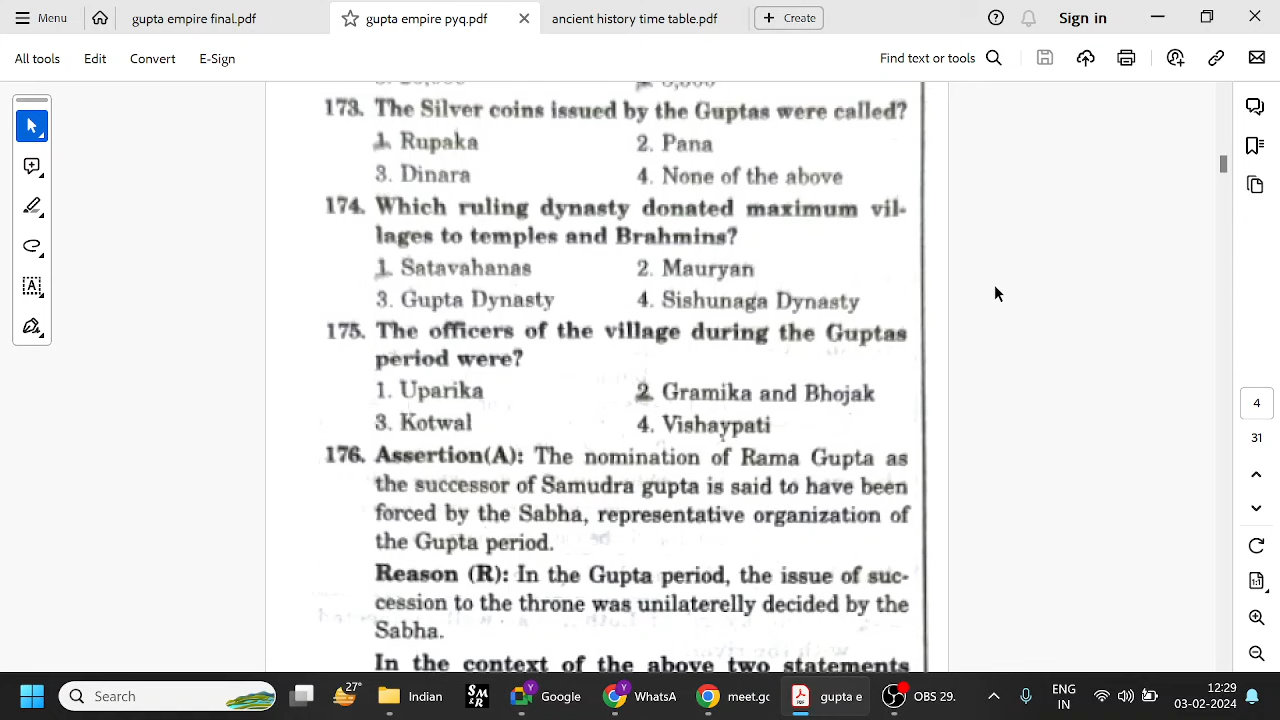 Menu
gupta empire final.pdf
gupta empire pyq.pdf
ancient history time table.pdf
+ Create
Sign in
All tools
Edit
Convert
E-Sign
Find text or tools
173. The Silver coins issued by the Guptas were called?
1. Rupaka 2. Pana
3. Dinara 4. None of the above
174. Which ruling dynasty donated maximum vil-
lages to temples and Brahmins?
1. Satavahanas 2. Mauryan
3. Gupta Dynasty 4. Sishunaga Dynasty
175. The officers of the village during the Guptas
period were?
1. Uparika 2. Gramika and Bhojak
3. Kotwal 4. Vishaypati
176. Assertion(A): The nomination of Rama Gupta as
the successor of Samudra gupta is said to have been
forced by the Sabha, representative organization of
the Gupta period.
Reason (R): In the Gupta period, the issue of suc-
cession to the throne was unilaterelly decided by the
Sabha.
In the context of the above two statements
4
31
Search
27°
Indian
Google
WhatsA
meet.go
gupta e
OBS 29
ENG
IN
12:29
03-02-2025